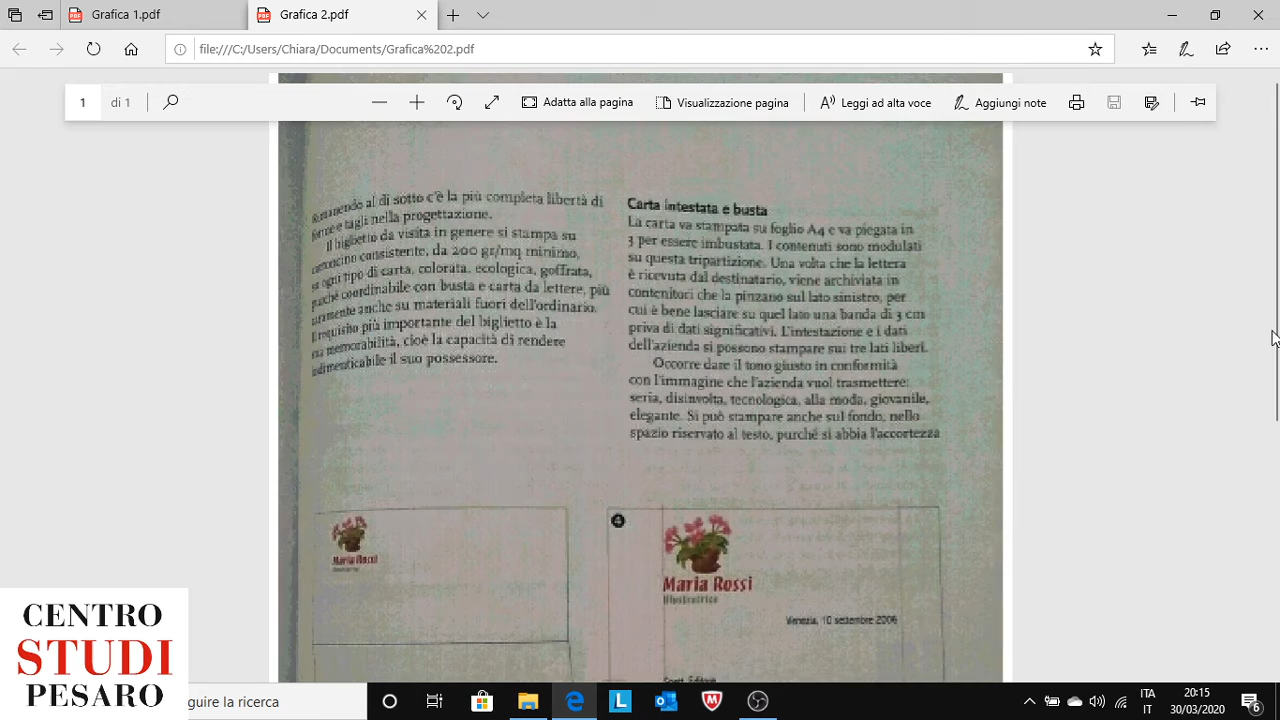 Grafica 1.pdf
Grafica 2.pdf
file:///C:/Users/Chiara/Documents/Grafica%202.pdf
1 di 1
Adatta alla pagina
Visualizzazione pagina
Leggi ad alta voce
Aggiungi note
Rimanendo al di sotto c'è la più completa libertà di
forme e tagli nella progettazione.
Il biglietto da visita in genere si stampa su
cartoncino consistente, da 200 gr/mq minimo,
su ogni tipo di carta, colorata, ecologica, goffrata,
purché coordinabile con busta e carta da lettere, più
raramente anche su materiali fuori dell'ordinario.
Il requisito più importante del biglietto è la
sua memorabilità, cioè la capacità di rendere
indimenticabile il suo possessore.
Carta intestata e busta
La carta va stampata su foglio A4 e va piegata in
3 per essere imbustata. I contenuti sono modulati
su questa tripartizione. Una volta che la lettera
è ricevuta dal destinatario, viene archiviata in
contenitori che la pinzano sul lato sinistro, per
cui è bene lasciare su quel lato una banda di 3 cm
priva di dati significativi. L'intestazione e i dati
dell'azienda si possono stampare sui tre lati liberi.
Occorre dare il tono giusto in conformità
con l'immagine che l'azienda vuol trasmettere:
seria, disinvolta, tecnologica, alla moda, giovanile,
elegante. Si può stampare anche sul fondo, nello
spazio riservato al testo, purché si abbia l'accortezza
Maria Rossi
4
Maria Rossi
Illustratrice
Venezia, 10 settembre 2006
CENTRO
STUDI
PESARO
guire la ricerca
ITA
IT
20:15
30/03/2020
6